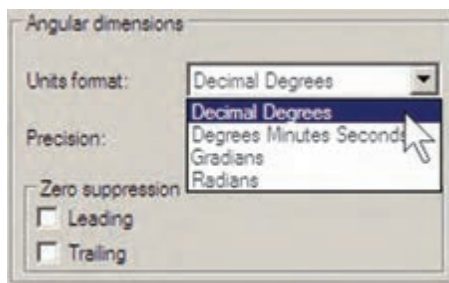 Angular dimensions
Units format: Decimal Degrees
Decimal Degrees
Precision: Degrees Minutes Seconds
Gradians
Radians
Zero suppression
Leading
Trailing